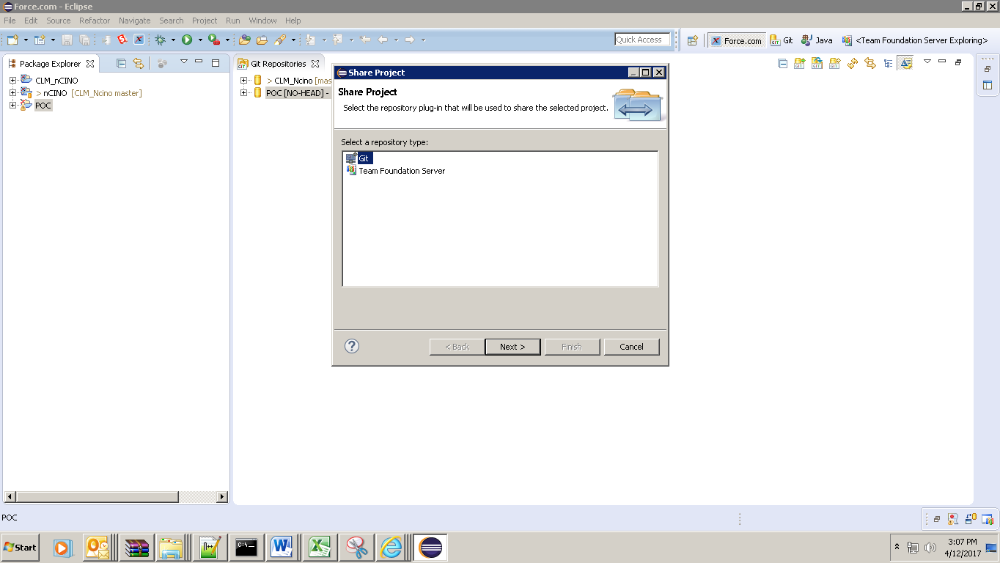 Force.com - Eclipse
File Edit Source Refactor Navigate Search Project Run Window Help
Quick Access
Force.com
Git
Java
<Team Foundation Server Exploring>
Package Explorer
CLM_nCINO
> nCINO [CLM_Ncino master]
POC
Git Repositories
> CLM_Ncino [mas
POC [NO-HEAD] -
Share Project
Share Project
Select the repository plug-in that will be used to share the selected project.
Select a repository type:
Git
Team Foundation Server
?
< Back
Next >
Finish
Cancel
POC
Start
3:07 PM
4/12/2017